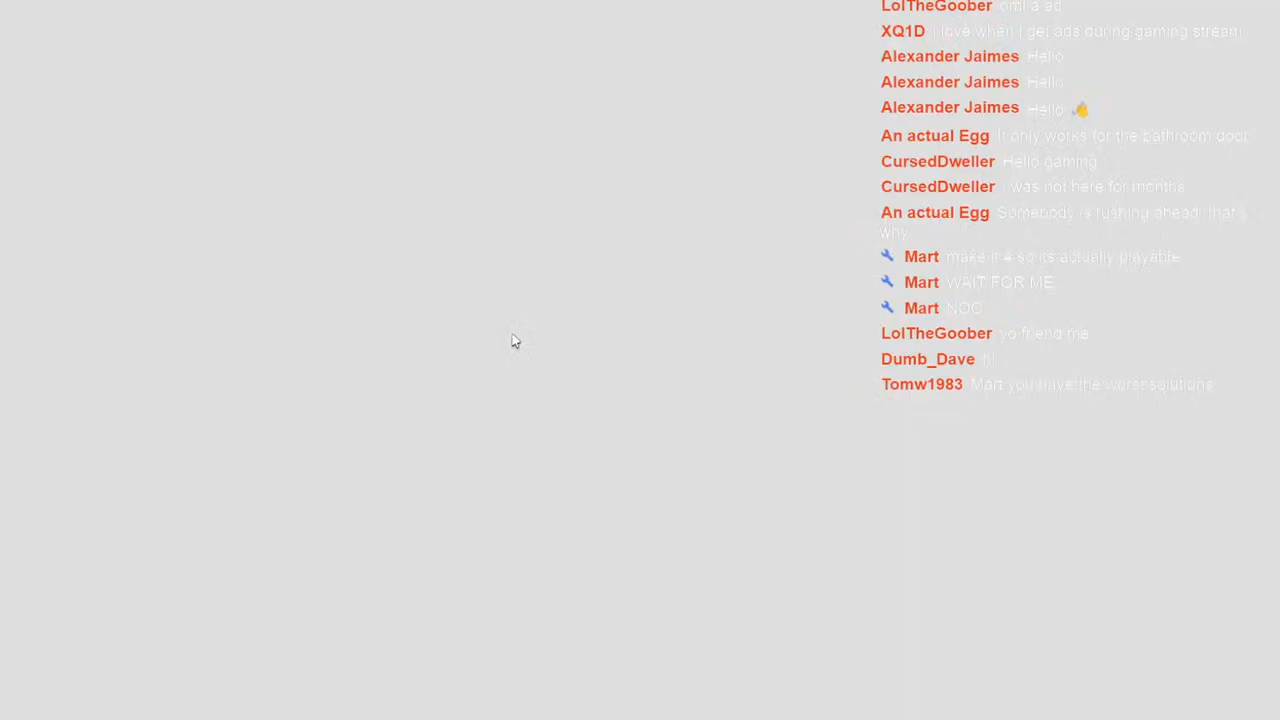 LolTheGoober omf a ad
XQ1D I love when I get ads during gaming stream
Alexander Jaimes Hello
Alexander Jaimes Hello
Alexander Jaimes Hello 👋
An actual Egg It only works for the bathroom door
CursedDweller Hello gaming
CursedDweller I was not here for months
An actual Egg Somebody is rushing ahead, that's
why
Mart make it 4 so its actually playable
Mart WAIT FOR ME
Mart NOO
LolTheGoober yo friend me
Dumb_Dave hi
Tomw1983 Mart you have the worst solutions